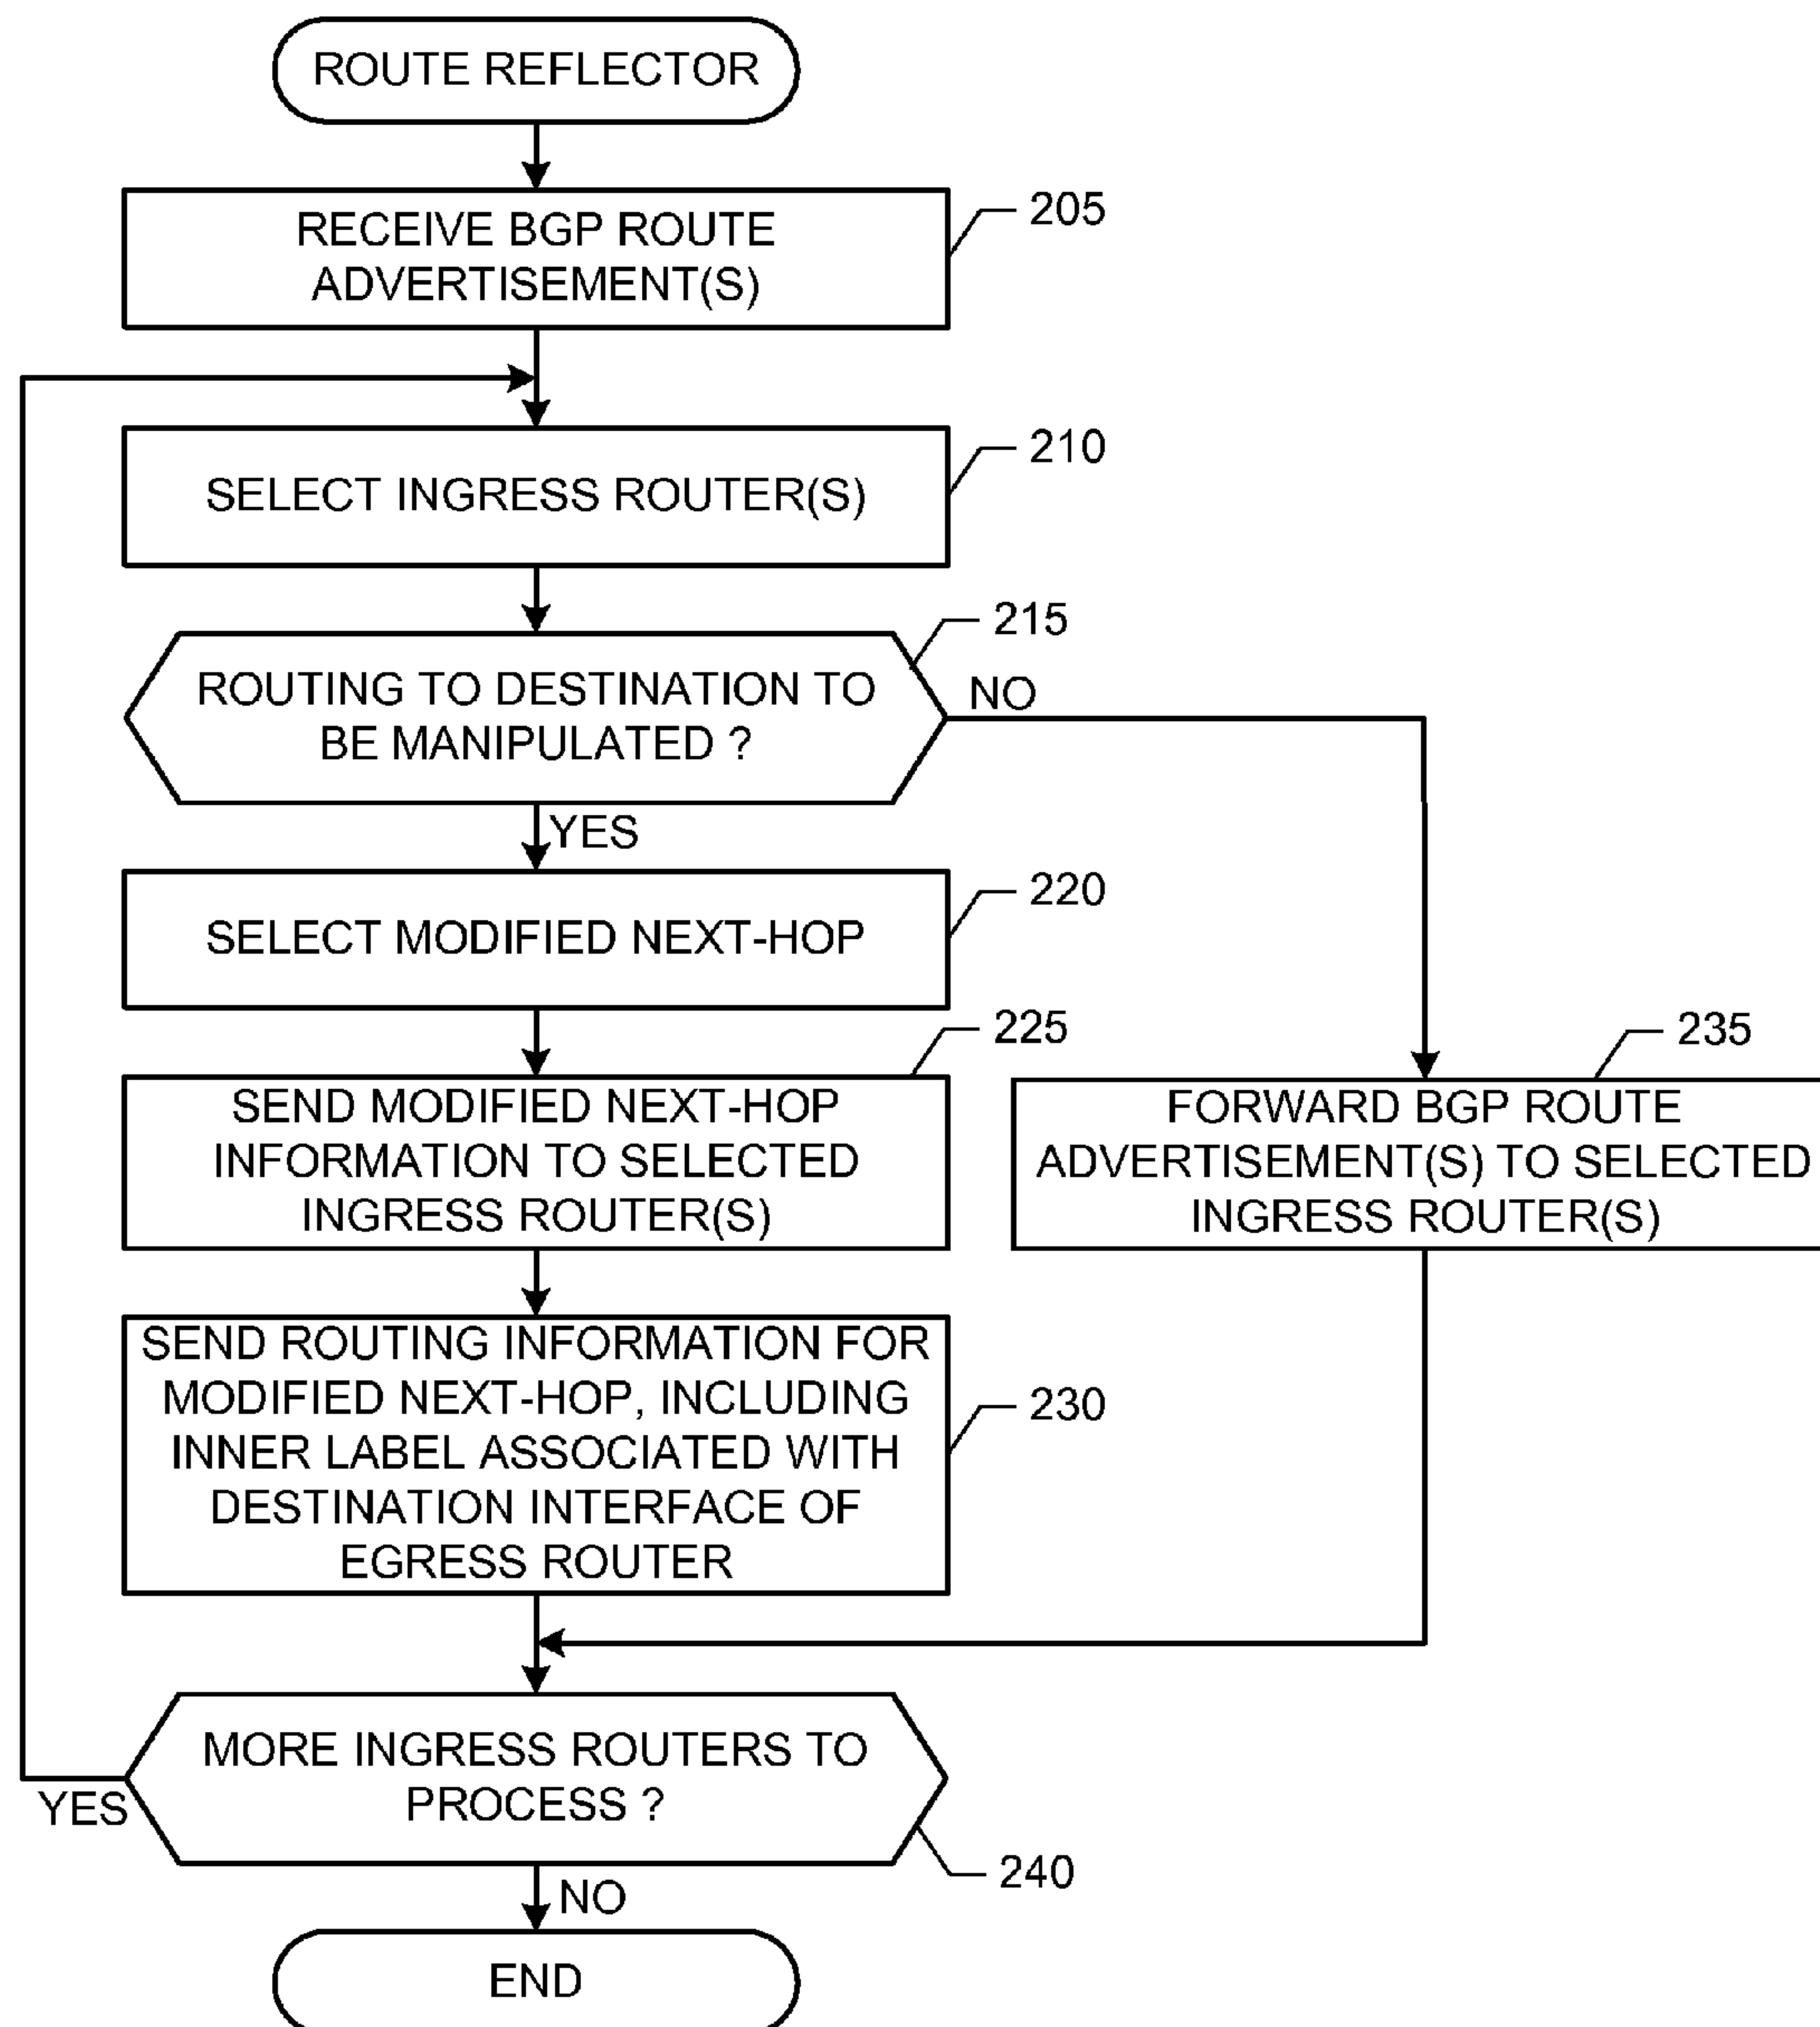 ROUTE REFLECTOR
RECEIVE BGP ROUTE
ADVERTISEMENT(S)
205
SELECT INGRESS ROUTER(S)
210
ROUTING TO DESTINATION TO
BE MANIPULATED ?
215
NO
YES
SELECT MODIFIED NEXT-HOP
220
SEND MODIFIED NEXT-HOP
INFORMATION TO SELECTED
INGRESS ROUTER(S)
225
FORWARD BGP ROUTE
ADVERTISEMENT(S) TO SELECTED
INGRESS ROUTER(S)
235
SEND ROUTING INFORMATION FOR
MODIFIED NEXT-HOP, INCLUDING
INNER LABEL ASSOCIATED WITH
DESTINATION INTERFACE OF
EGRESS ROUTER
230
MORE INGRESS ROUTERS TO
PROCESS ?
YES
240
NO
END